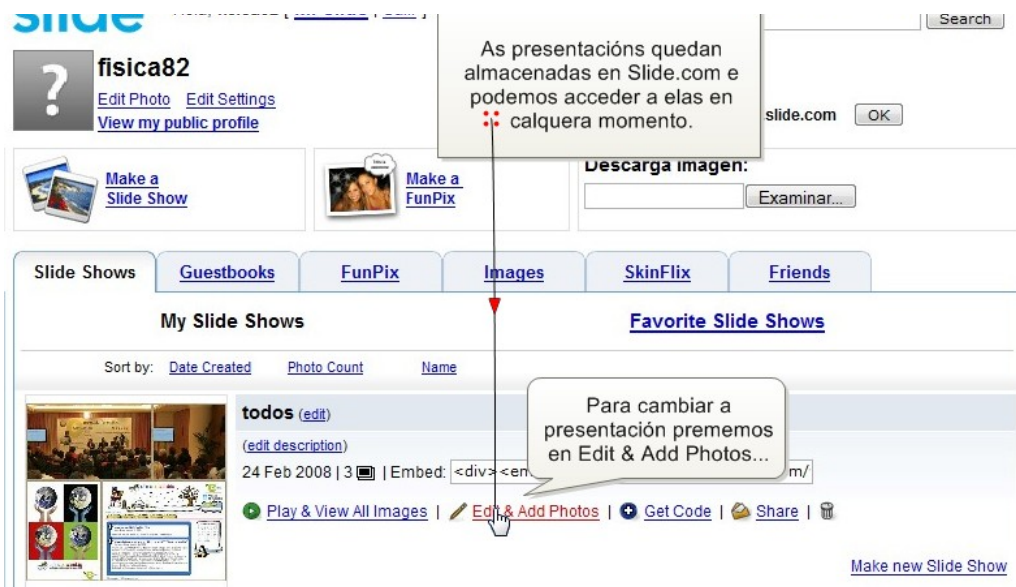 slide
Search
As presentacións quedan
almacenadas en Slide.com e
podemos acceder a elas en
calquera momento.
fisica82
Edit Photo Edit Settings
View my public profile
slide.com OK
Make a
Slide Show
Make a
FunPix
Descarga imagen:
Examinar...
Slide Shows Guestbooks FunPix Images SkinFlix Friends
My Slide Shows Favorite Slide Shows
Sort by: Date Created Photo Count Name
todos (edit)
(edit description)
24 Feb 2008 | 3 | Embed: <div><em m/
Para cambiar a
presentación prememos
en Edit & Add Photos...
Play & View All Images | Edit & Add Photos | Get Code | Share |
Make new Slide Show